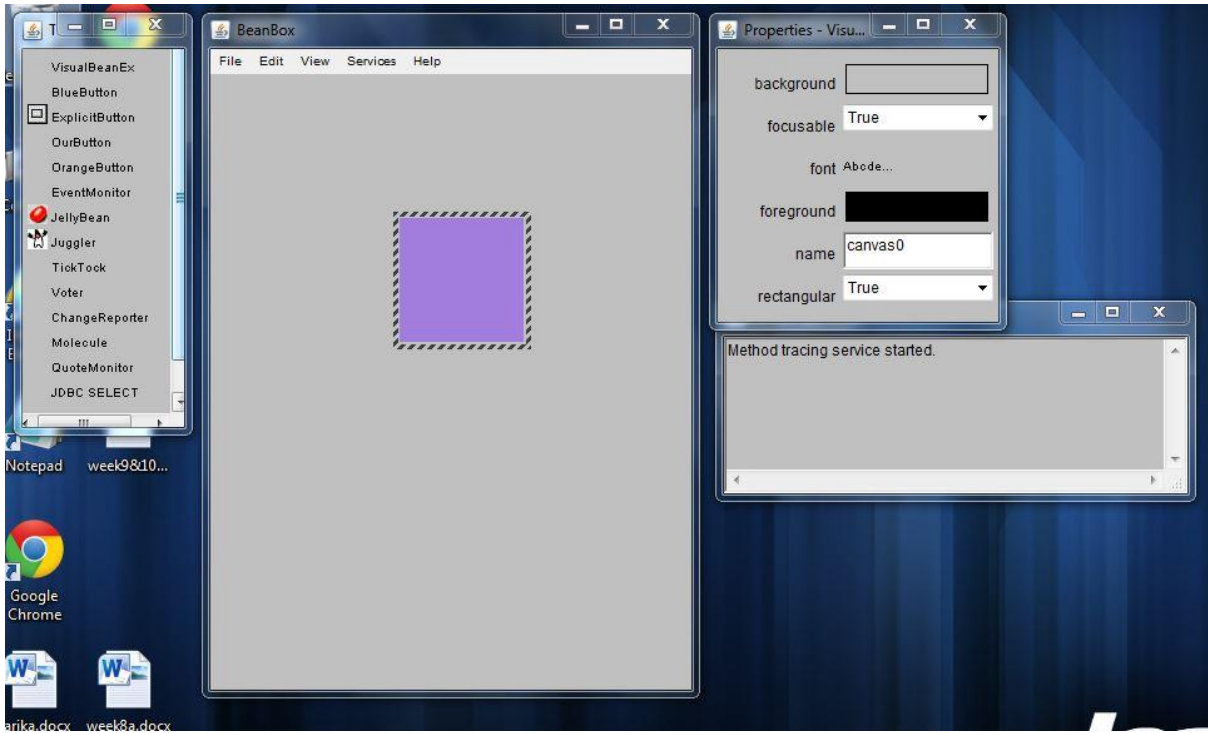 T
VisualBeanEx
BlueButton
ExplicitButton
OurButton
OrangeButton
EventMonitor
JellyBean
Juggler
TickTock
Voter
ChangeReporter
Molecule
QuoteMonitor
JDBC SELECT
BeanBox
File Edit View Services Help
Properties - Visu...
background
focusable True
font Abcde...
foreground
name canvas0
rectangular True
Method tracing service started.
Notepad
week9&10...
Google
Chrome
arika.docx
week8a.docx